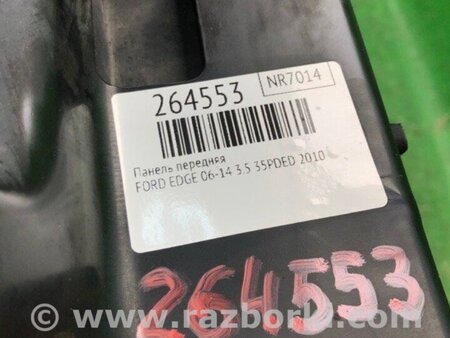 264553
NR7014
Панель передняя
FORD EDGE 06-14 3.5 35PDED 2010
264553
© www.razborka.com